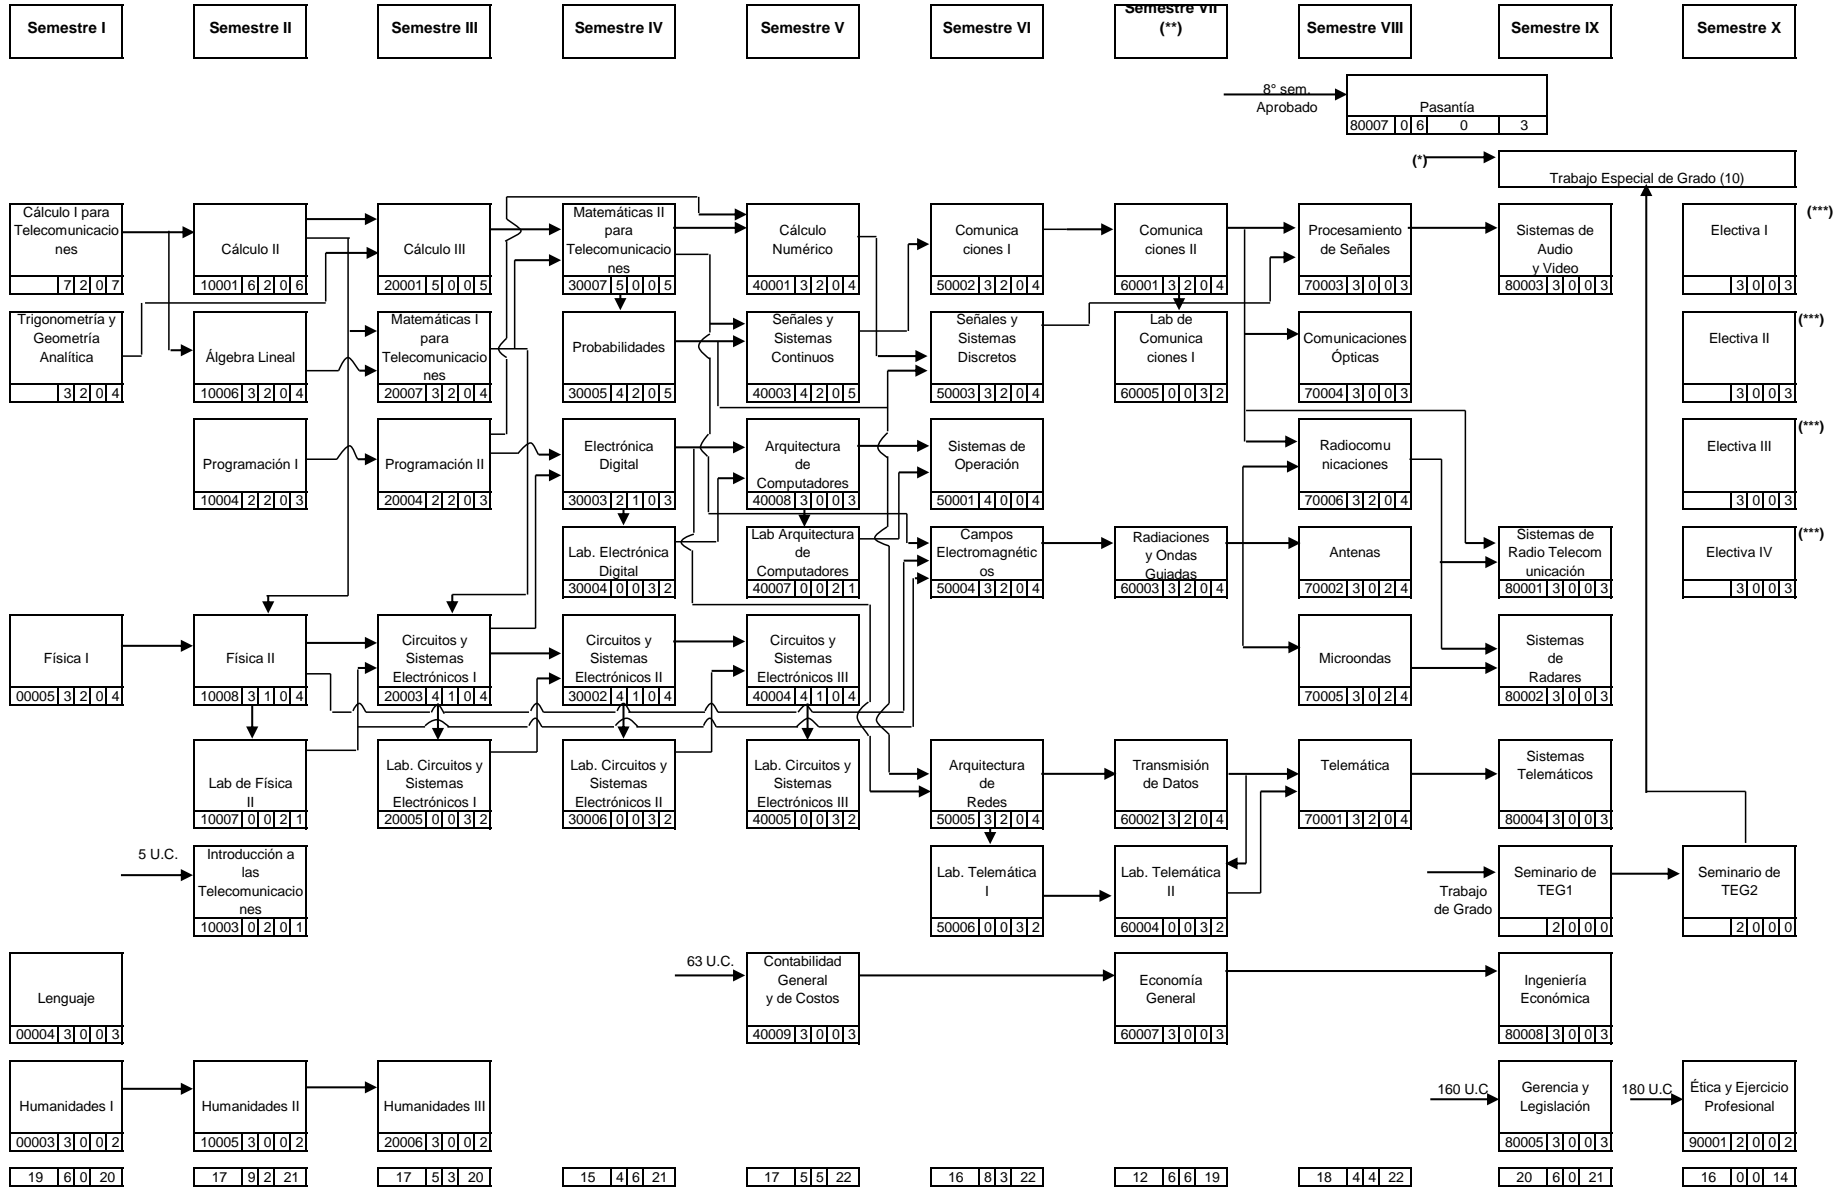 Semestre I
Semestre II
Semestre III
Semestre IV
Semestre V
Semestre VI
Semestre VII
(**)
Semestre VIII
Semestre IX
Semestre X
8° sem.
Aprobado
Pasantía
80007 0 6 0 3
(*)
Trabajo Especial de Grado (10)
Cálculo I para
Telecomunicacio
nes
7 2 0 7
Cálculo II
10001 6 2 0 6
Cálculo III
20001 5 0 0 5
Matemáticas II
para
Telecomunicacio
nes
30007 5 0 0 5
Cálculo
Numérico
40001 3 2 0 4
Comunica
ciones I
50002 3 2 0 4
Comunica
ciones II
60001 3 2 0 4
Procesamiento
de Señales
70003 3 0 0 3
Sistemas de
Audio
y Video
80003 3 0 0 3
Electiva I
3 0 0 3
(***)
Trigonometría y
Geometría
Analítica
3 2 0 4
Álgebra Lineal
10006 3 2 0 4
Matemáticas I
para
Telecomunicacio
nes
20007 3 2 0 4
Probabilidades
30005 4 2 0 5
Señales y
Sistemas
Continuos
40003 4 2 0 5
Señales y
Sistemas
Discretos
50003 3 2 0 4
Lab de
Comunica
ciones I
60005 0 0 3 2
Comunicaciones
Ópticas
70004 3 0 0 3
Electiva II
3 0 0 3
(***)
Programación I
10004 2 2 0 3
Programación II
20004 2 2 0 3
Electrónica
Digital
30003 2 1 0 3
Arquitectura
de
Computadores
40008 3 0 0 3
Sistemas de
Operación
50001 4 0 0 4
Radiocomu
nicaciones
70006 3 2 0 4
Electiva III
3 0 0 3
(***)
Lab. Electrónica
Digital
30004 0 0 3 2
Lab Arquitectura
de
Computadores
40007 0 0 2 1
Campos
Electromagnétic
os
50004 3 2 0 4
Radiaciones
y Ondas
Guiadas
60003 3 2 0 4
Antenas
70002 3 0 2 4
Sistemas de
Radio Telecom
unicación
80001 3 0 0 3
Electiva IV
3 0 0 3
(***)
Física I
00005 3 2 0 4
Física II
10008 3 1 0 4
Circuitos y
Sistemas
Electrónicos I
20003 4 1 0 4
Circuitos y
Sistemas
Electrónicos II
30002 4 1 0 4
Circuitos y
Sistemas
Electrónicos III
40004 4 1 0 4
Microondas
70005 3 0 2 4
Sistemas
de
Radares
80002 3 0 0 3
Lab de Física
II
10007 0 0 2 1
Lab. Circuitos y
Sistemas
Electrónicos I
20005 0 0 3 2
Lab. Circuitos y
Sistemas
Electrónicos II
30006 0 0 3 2
Lab. Circuitos y
Sistemas
Electrónicos III
40005 0 0 3 2
Arquitectura
de
Redes
50005 3 2 0 4
Transmisión
de Datos
60002 3 2 0 4
Telemática
70001 3 2 0 4
Sistemas
Telemáticos
80004 3 0 0 3
5 U.C.
Introducción a
las
Telecomunicacio
nes
10003 0 2 0 1
Lab. Telemática
I
50006 0 0 3 2
Lab. Telemática
II
60004 0 0 3 2
Trabajo
de Grado
Seminario de
TEG1
2 0 0 0
Seminario de
TEG2
2 0 0 0
Lenguaje
00004 3 0 0 3
63 U.C.
Contabilidad
General
y de Costos
40009 3 0 0 3
Economía
General
60007 3 0 0 3
Ingeniería
Económica
80008 3 0 0 3
Humanidades I
00003 3 0 0 2
Humanidades II
10005 3 0 0 2
Humanidades III
20006 3 0 0 2
160 U.C
Gerencia y
Legislación
80005 3 0 0 3
180 U.C
Ética y Ejercicio
Profesional
90001 2 0 0 2
19 6 0 20
17 9 2 21
17 5 3 20
15 4 6 21
17 5 5 22
16 8 3 22
12 6 6 19
18 4 4 22
20 6 0 21
16 0 0 14